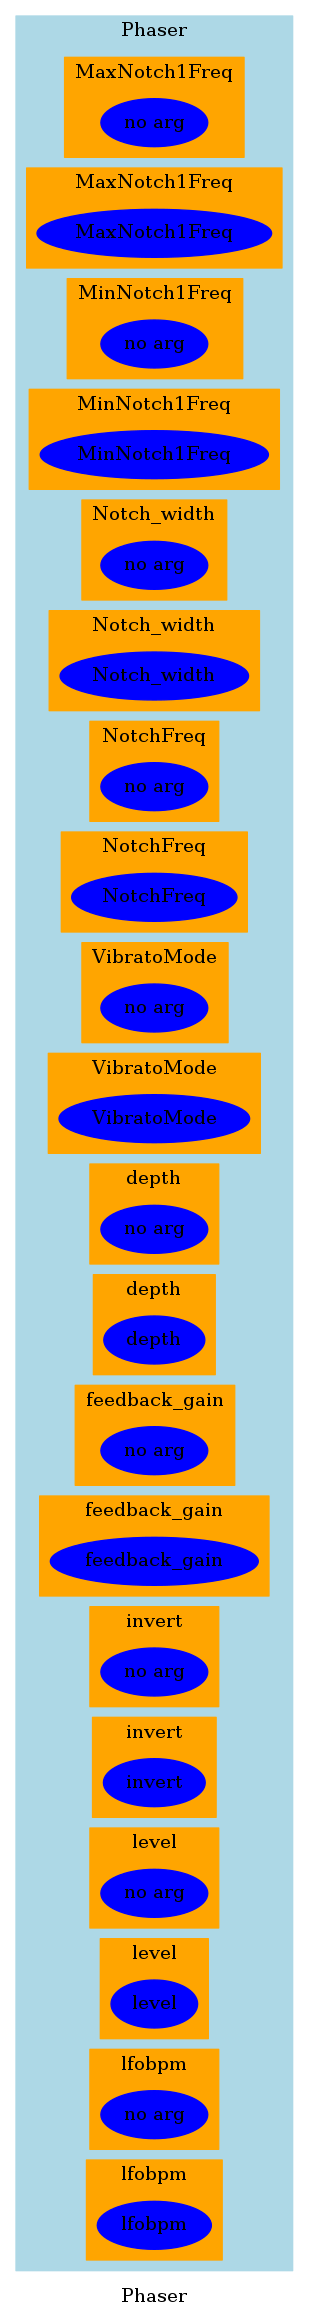 Phaser
MaxNotch1Freq
no arg
MaxNotch1Freq
MaxNotch1Freq
MinNotch1Freq
no arg
MinNotch1Freq
MinNotch1Freq
Notch_width
no arg
Notch_width
Notch_width
NotchFreq
no arg
NotchFreq
NotchFreq
VibratoMode
no arg
VibratoMode
VibratoMode
depth
no arg
depth
depth
feedback_gain
no arg
feedback_gain
feedback_gain
invert
no arg
invert
invert
level
no arg
level
level
lfobpm
no arg
lfobpm
lfobpm
Phaser